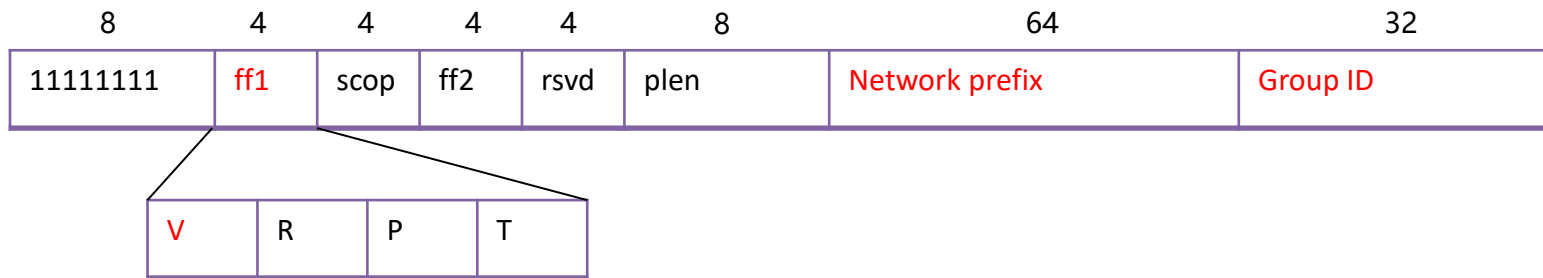 8 4 4 4 4 8 64 32
11111111 ff1 scop ff2 rsvd plen Network prefix Group ID
V R P T